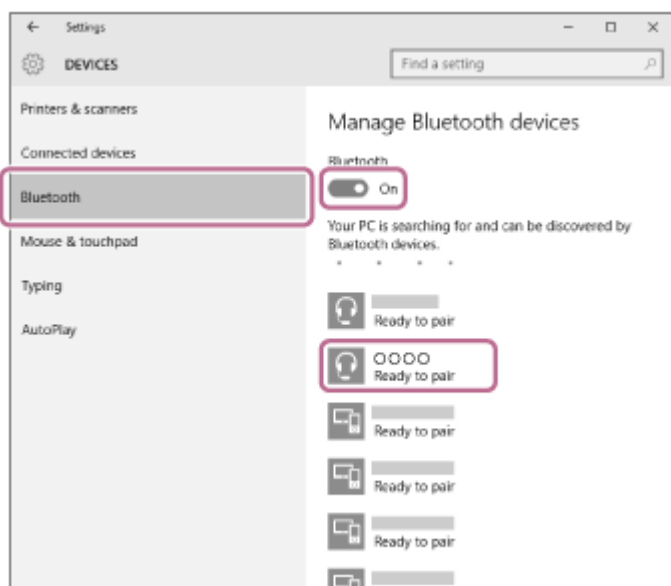 Settings
DEVICES
Find a setting
Printers & scanners
Connected devices
Bluetooth
Mouse & touchpad
Typing
AutoPlay
Manage Bluetooth devices
Bluetooth
On
Your PC is searching for and can be discovered by
Bluetooth devices.
Ready to pair
OOOO
Ready to pair
Ready to pair
Ready to pair
Ready to pair